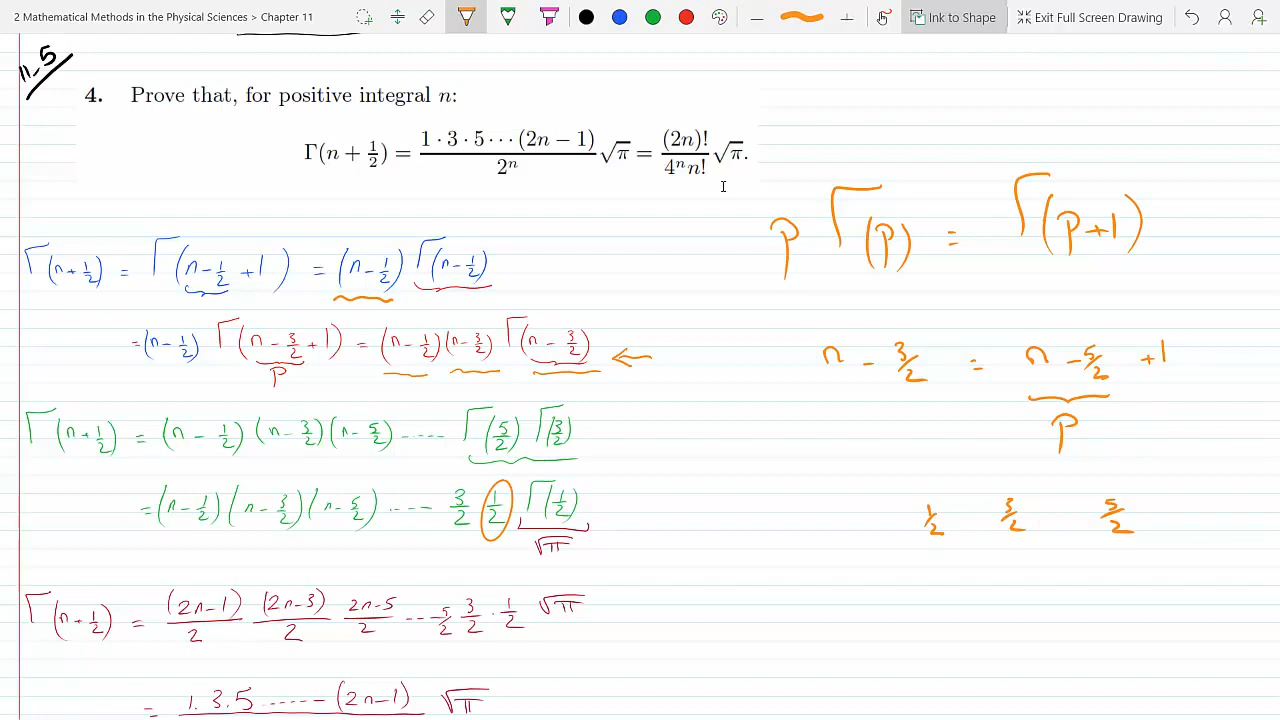 2 Mathematical Methods in the Physical Sciences > Chapter 11
Ink to Shape
Exit Full Screen Drawing
11-5
4. Prove that, for positive integral n:
Γ(n + 1/2) = 1 · 3 · 5 · · · (2n − 1) / 2^n √π = (2n)! / 4^n n! √π.
p Γ(p) = Γ(p+1)
Γ(n+1/2) = Γ(n-1/2 +1) = (n-1/2) Γ(n-1/2)
=(n-1/2) Γ(n-3/2+1) = (n-1/2)(n-3/2) Γ(n-3/2) ←
p
n - 3/2 = n - 5/2 +1
p
Γ(n+1/2) = (n-1/2)(n-3/2)(n-5/2) ..... Γ(5/2) Γ(3/2)
=(n-1/2)(n-3/2)(n-5/2) ..... 3/2 1/2 Γ(1/2)
√π
1/2 3/2 5/2
Γ(n+1/2) = (2n-1)/2 (2n-3)/2 2n-5/2 --- 5/2 3/2 · 1/2 √π
= 1.3.5 ------ (2n-1) √π